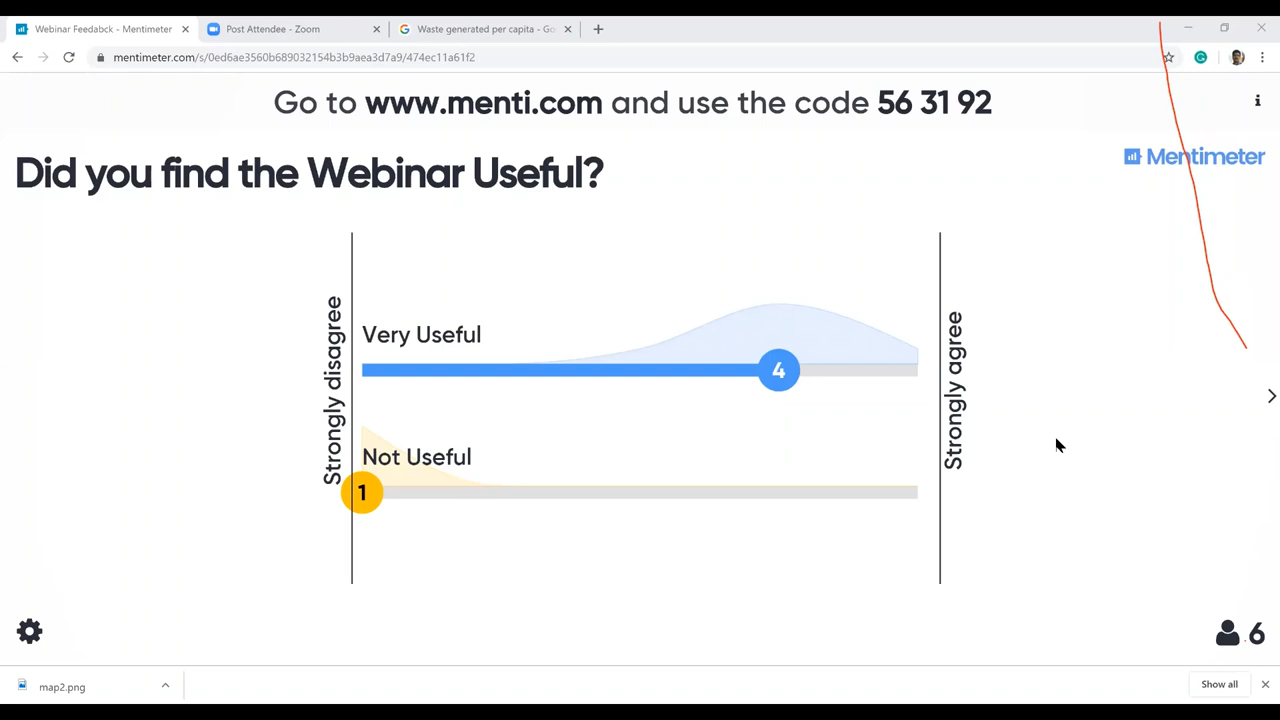 Webinar Feedabck - Mentimeter
Post Attendee - Zoom
Waste generated per capita - Go
mentimeter.com/s/0ed6ae3560b689032154b3b9aea3d7a9/474ec11a61f2
Go to www.menti.com and use the code 56 31 92
Mentimeter
Did you find the Webinar Useful?
Strongly disagree
Very Useful
4
Not Useful
1
Strongly agree
6
map2.png
Show all